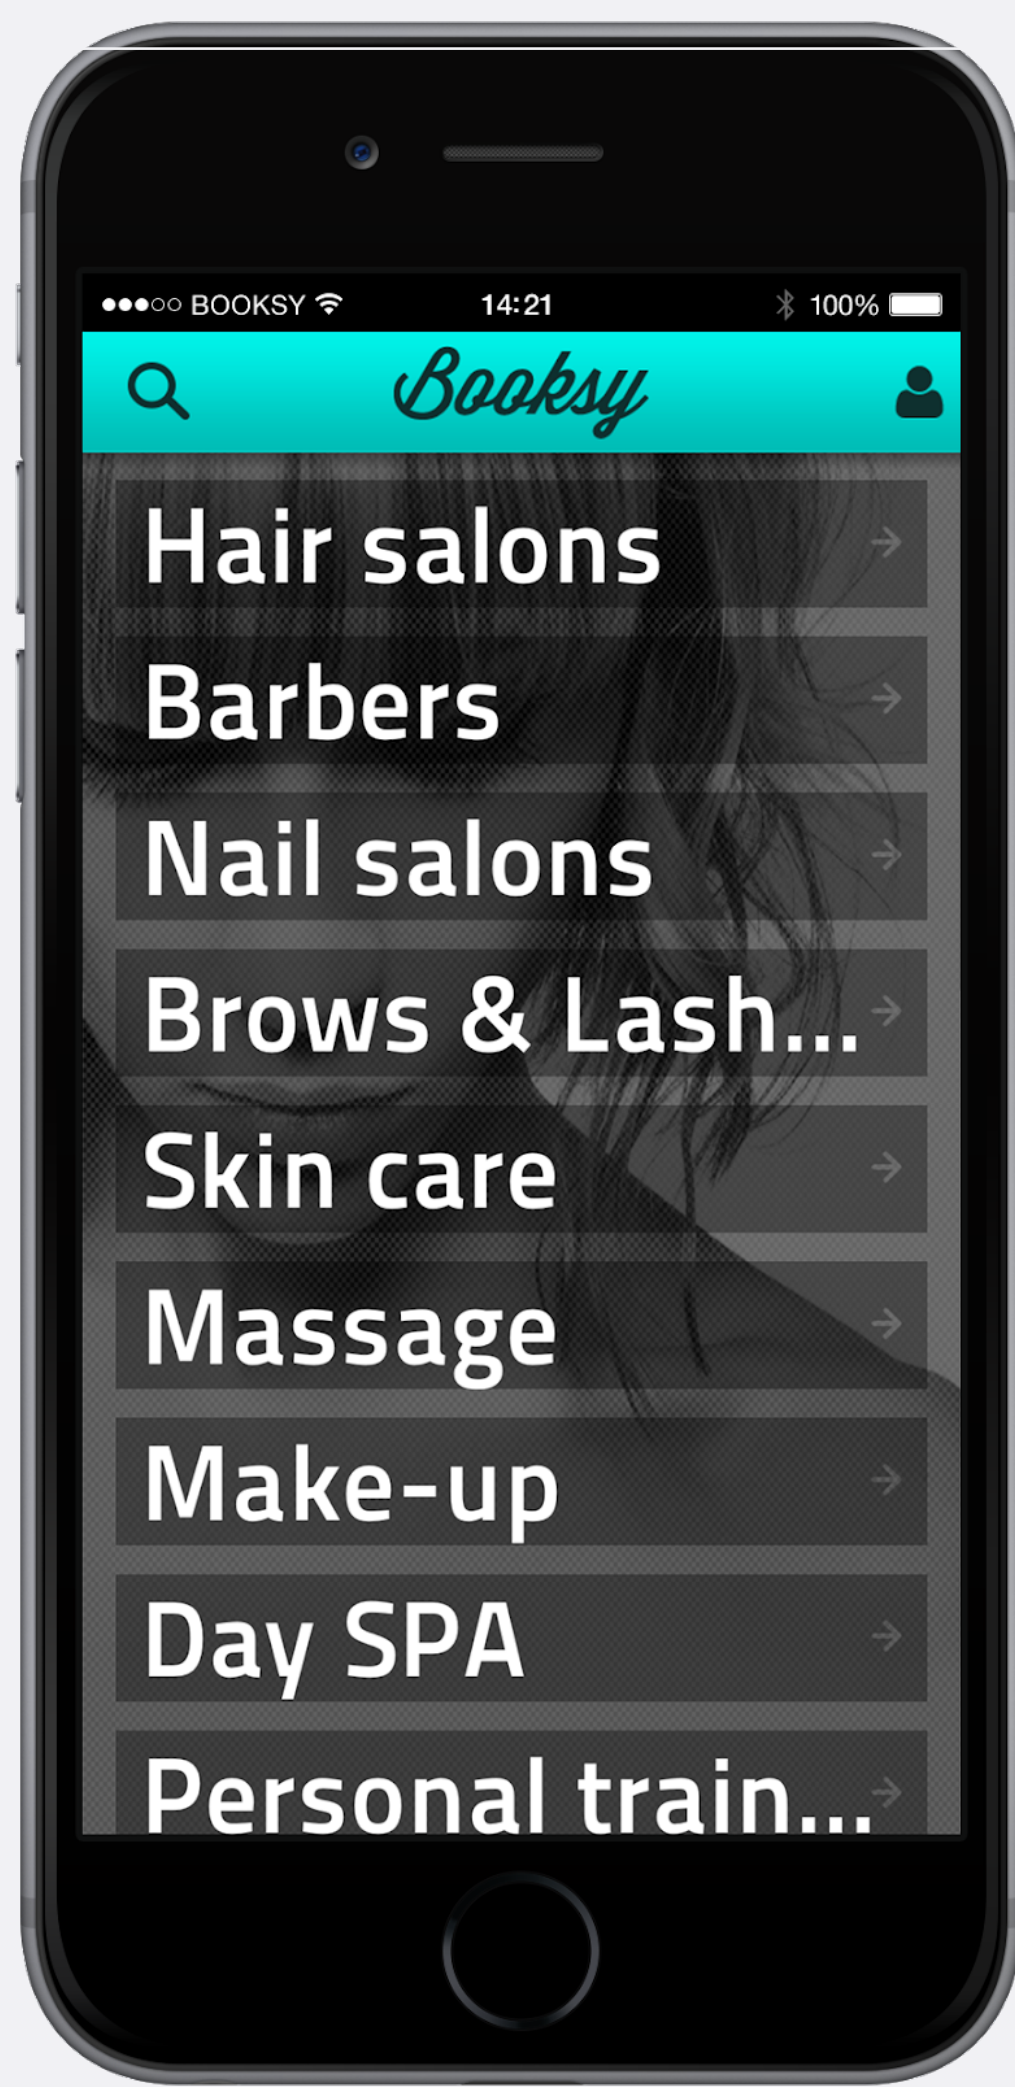 BOOKSY 14:21 100%
Booksy
Hair salons
Barbers
Nail salons
Brows & Lash...
Skin care
Massage
Make-up
Day SPA
Personal train...